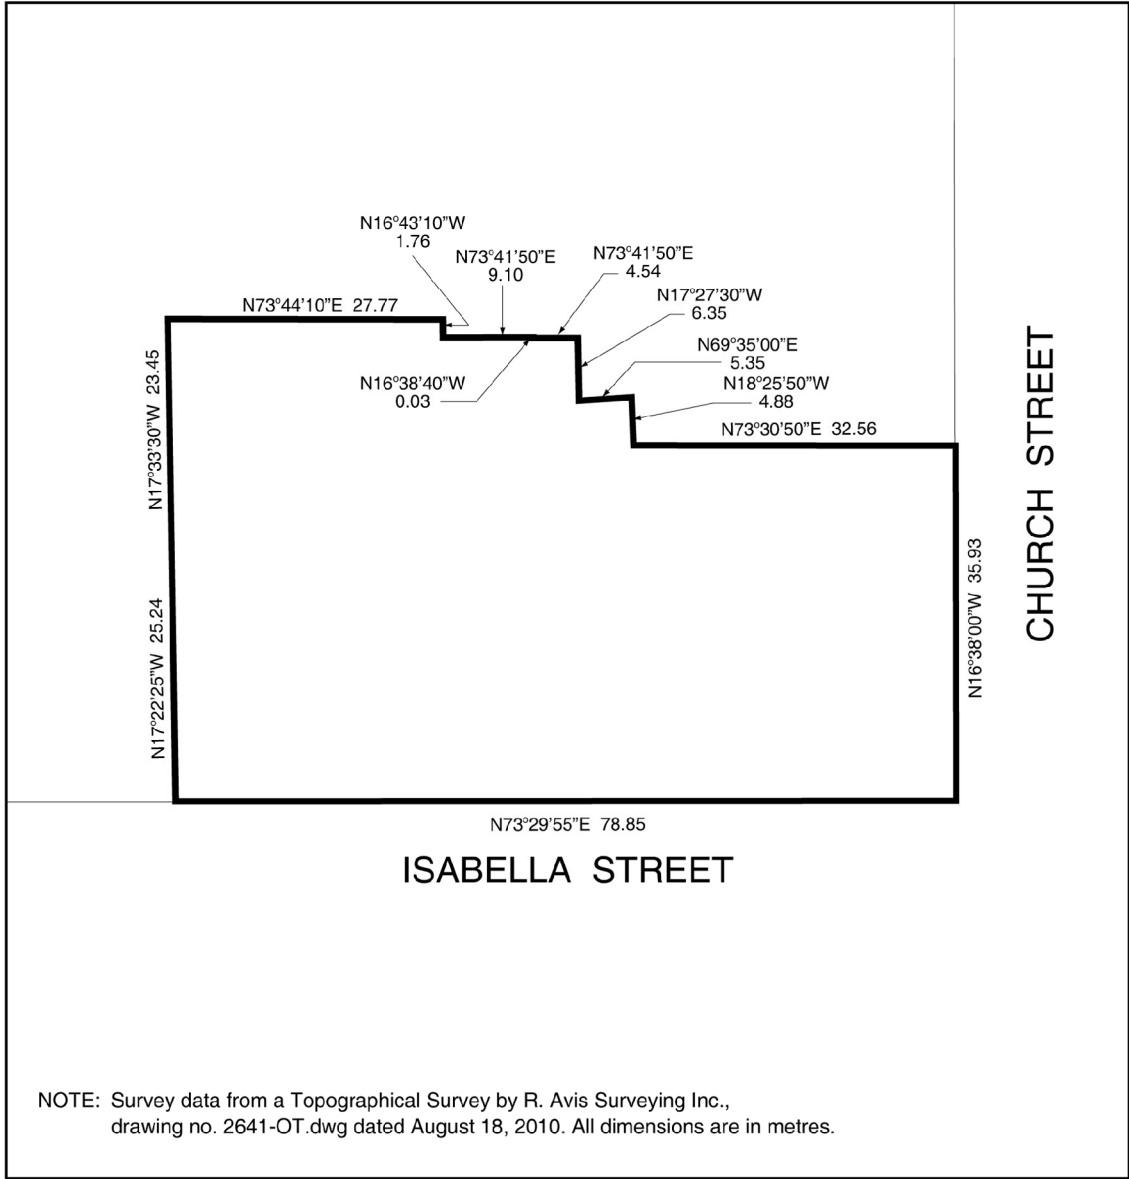 N16°43'10"W
1.76
N73°41'50"E
9.10
N73°41'50"E
4.54
N17°27'30"W
6.35
N73°44'10"E 27.77
N69°35'00"E
5.35
N16°38'40"W
0.03
N18°25'50"W
4.88
N73°30'50"E 32.56
N17°33'30"W 23.45
N17°22'25"W 25.24
CHURCH STREET
N16°38'00"W 35.93
N73°29'55"E 78.85
ISABELLA STREET
NOTE: Survey data from a Topographical Survey by R. Avis Surveying Inc.,
drawing no. 2641-OT.dwg dated August 18, 2010. All dimensions are in metres.